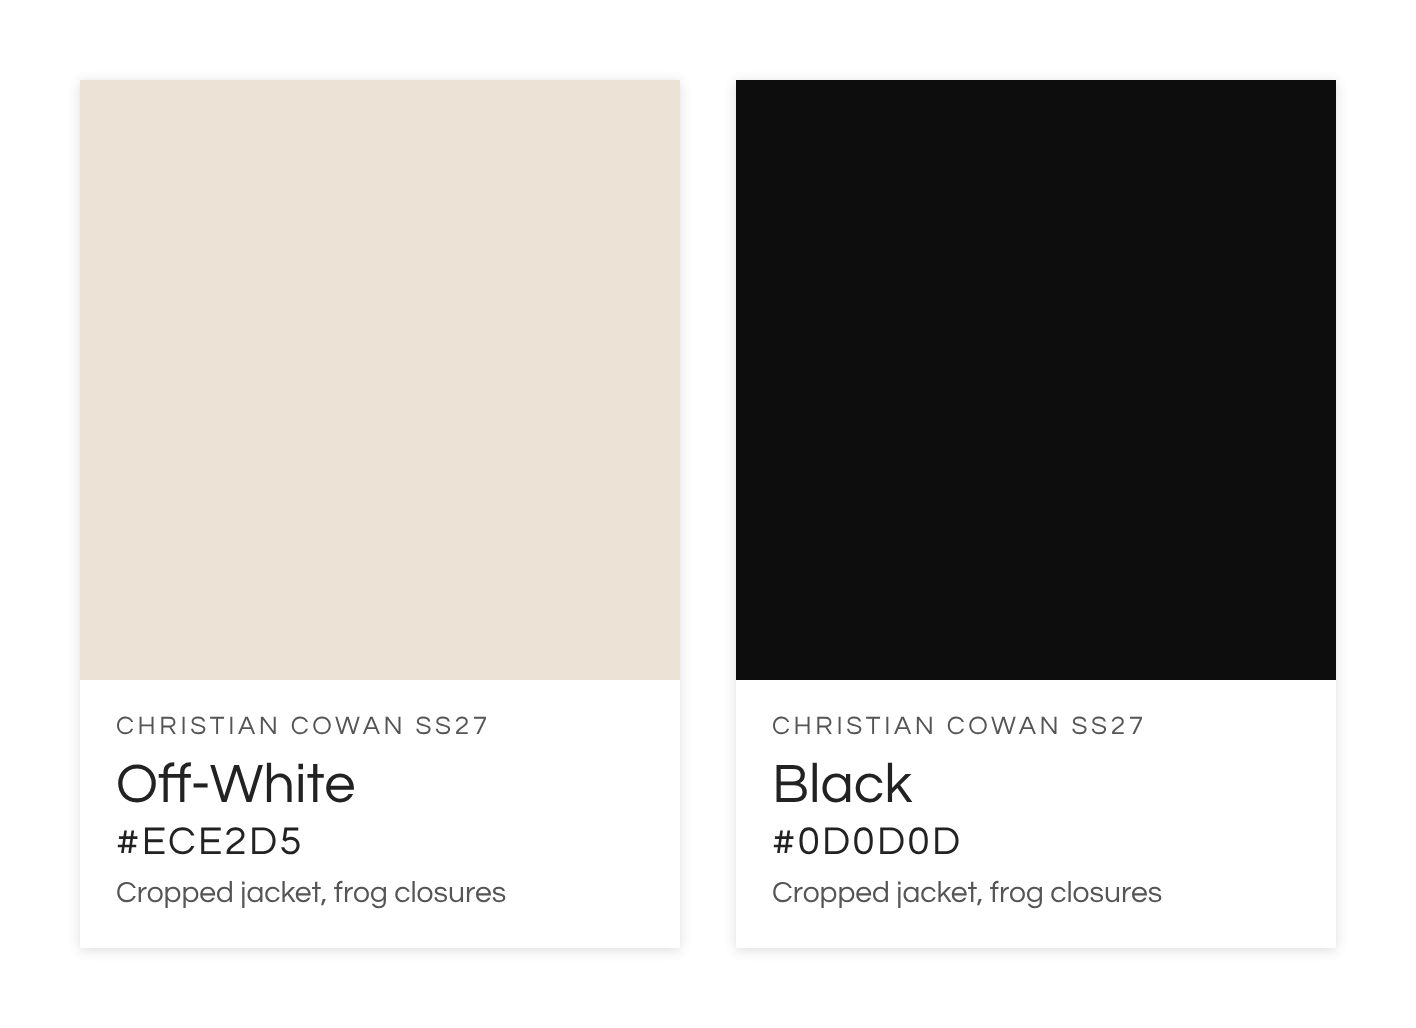 CHRISTIAN COWAN SS27
Off-White
#ECE2D5
Cropped jacket, frog closures
CHRISTIAN COWAN SS27
Black
#0D0D0D
Cropped jacket, frog closures